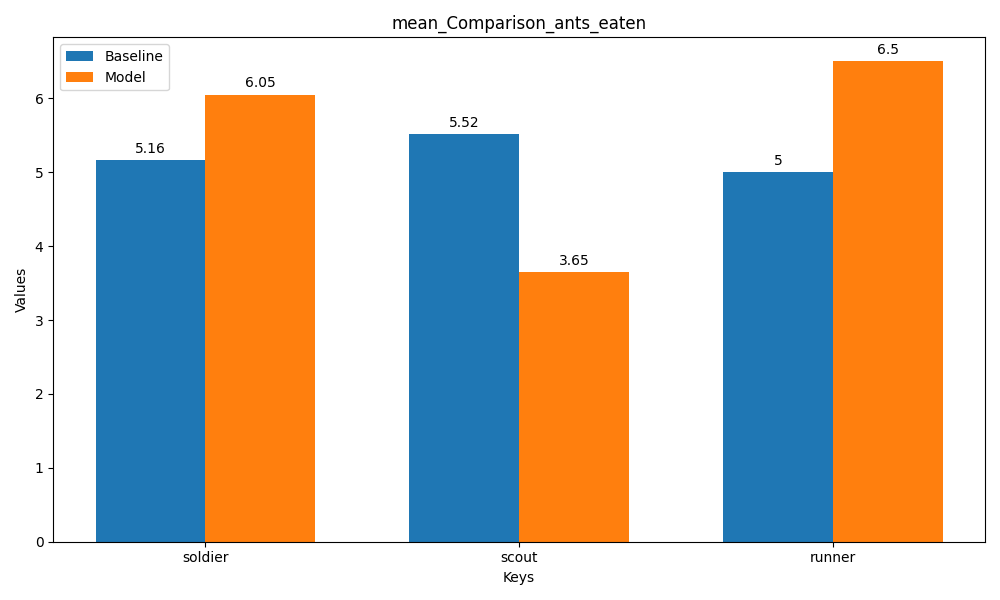 mean_Comparison_ants_eaten
Baseline
Model
5.16
6.05
5.52
3.65
5
6.5
Values
6
5
4
3
2
1
0
soldier
scout
runner
Keys